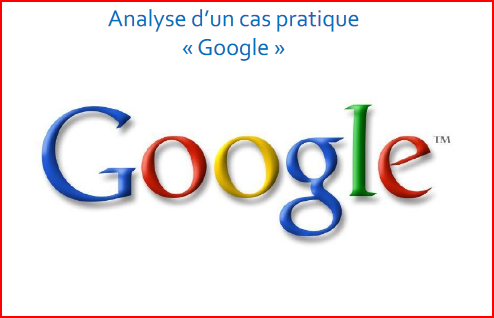 Analyse d’un cas pratique
« Google »
Google™